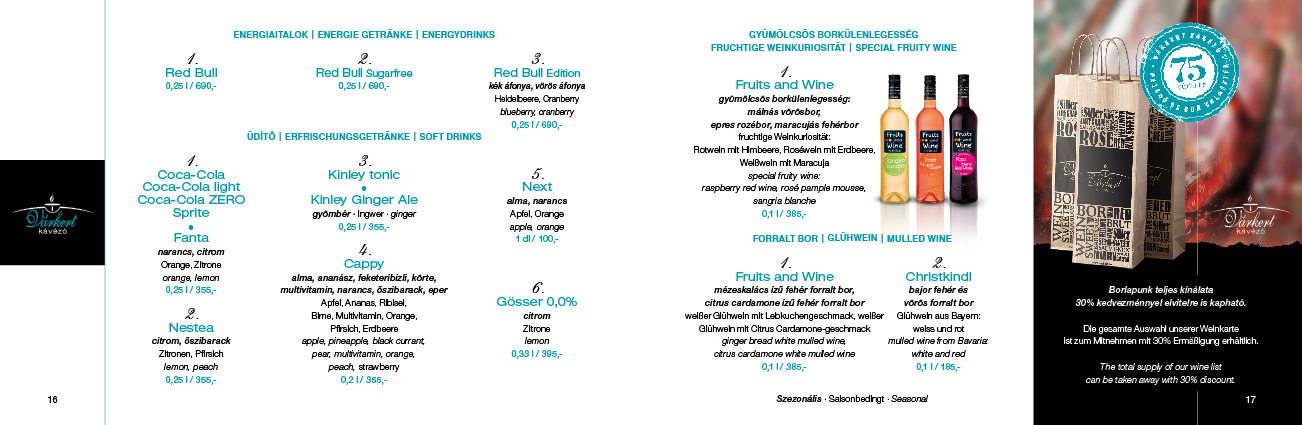 ENERGIAITALOK | ENERGIE GETRÄNKE | ENERGYDRINKS
1.
Red Bull
0,25 l / 690,-
2.
Red Bull Sugarfree
0,25 l / 690,-
3.
Red Bull Edition
kék áfonya, vörös áfonya
Heidelbeere, Cranberry
blueberry, cranberry
0,25 l / 690,-
ÜDÍTŐ | ERFRISCHUNGSGETRÄNKE | SOFT DRINKS
1.
Coca-Cola
Coca-Cola light
Coca-Cola ZERO
Sprite
•
Fanta
narancs, citrom
Orange, Zitrone
orange, lemon
0,25 l / 355,-
2.
Nestea
citrom, őszibarack
Zitronen, Pfirsich
lemon, peach
0,25 l / 355,-
3.
Kinley tonic
•
Kinley Ginger Ale
gyömbér · Ingwer · ginger
0,25 l / 355,-
4.
Cappy
alma, ananász, feketeribizli, körte,
multivitamin, narancs, őszibarack, eper
Apfel, Ananas, Ribisel,
Birne, Multivitamin, Orange,
Pfirsich, Erdbeere
apple, pineapple, black currant,
pear, multivitamin, orange,
peach, strawberry
0,2 l / 355,-
5.
Next
alma, narancs
Apfel, Orange
apple, orange
1 dl / 100,-
6.
Gösser 0,0%
citrom
Zitrone
lemon
0,33 l / 395,-
Várkert
kávézó
16
GYÜMÖLCSÖS BORKÜLENLEGESSÉG
FRUCHTIGE WEINKURIOSITÄT | SPECIAL FRUITY WINE
1.
Fruits and Wine
gyümölcsös borkülenlegesség:
málnás vörösbor,
epres rozébor, maracujás fehérbor
fruchtige Weinkuriosität:
Rotwein mit Himbeere, Roséwein mit Erdbeere,
Weißwein mit Maracuja
special fruity wine:
raspberry red wine, rosé pample mousse,
sangria blanche
0,1 l / 385,-
Fruits
and
Wine
Fruits
and
Wine
Fruits
and
Wine
FORRALT BOR | GLÜHWEIN | MULLED WINE
1.
Fruits and Wine
mézeskalács ízű fehér forralt bor,
citrus cardamone ízű fehér forralt bor
weißer Glühwein mit Lebkuchengeschmack, weißer
Glühwein mit Citrus Cardamone-geschmack
ginger bread white mulled wine,
citrus cardamone white mulled wine
0,1 l / 385,-
2.
Christkindl
bajor fehér és
vörös forralt bor
Glühwein aus Bayern:
weiss und rot
mulled wine from Bavaria:
white and red
0,1 l / 185,-
Szezonális · Saisonbedingt · Seasonal
VÁRKERT KÁVÉZÓ
75
Siller
ROSÉ
Várkert
BOR
RED
BRUT
Várkert
kávézó
Borlapunk teljes kínálata
30% kedvezménnyel elvitelre is kapható.
Die gesamte Auswahl unserer Weinkarte
ist zum Mitnehmen mit 30% Ermäßigung erhältlich.
The total supply of our wine list
can be taken away with 30% discount.
17